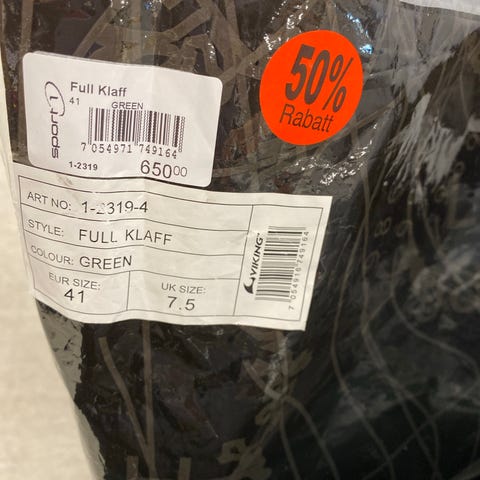 Full Klaff
41
GREEN
sport 1
7 054971 749164
1-2319
650.00
50%
Rabatt
ART NO: 1-2319-4
STYLE: FULL KLAFF
COLOUR: GREEN
EUR SIZE:
41
UK SIZE:
7.5
VIKING
7 054916 749164